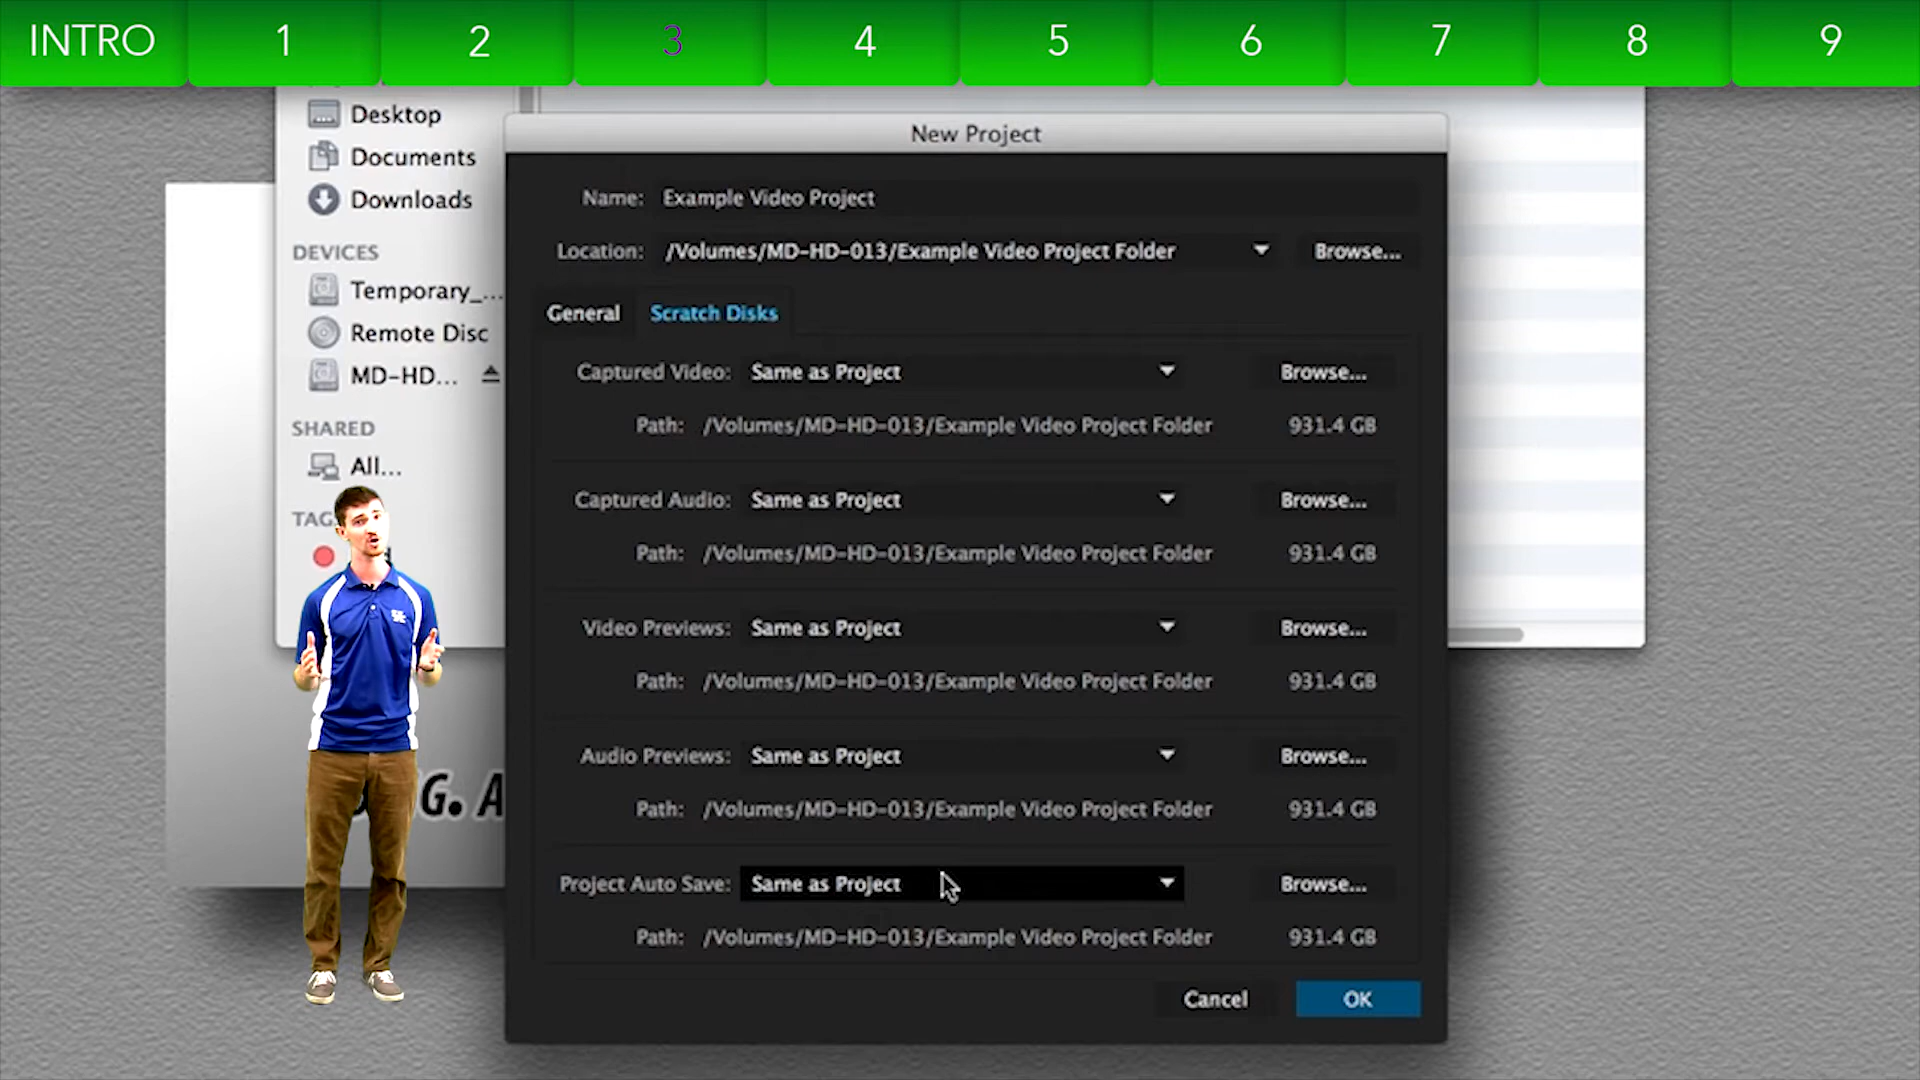 INTRO 1 2 3 4 5 6 7 8 9
Desktop
Documents
Downloads
DEVICES
Temporary_...
Remote Disc
MD-HD...
SHARED
All...
New Project
Name: Example Video Project
Location: /Volumes/MD-HD-013/Example Video Project Folder Browse...
General Scratch Disks
Captured Video: Same as Project Browse...
Path: /Volumes/MD-HD-013/Example Video Project Folder 931.4 GB
Captured Audio: Same as Project Browse...
Path: /Volumes/MD-HD-013/Example Video Project Folder 931.4 GB
Video Previews: Same as Project Browse...
Path: /Volumes/MD-HD-013/Example Video Project Folder 931.4 GB
Audio Previews: Same as Project Browse...
Path: /Volumes/MD-HD-013/Example Video Project Folder 931.4 GB
Project Auto Save: Same as Project Browse...
Path: /Volumes/MD-HD-013/Example Video Project Folder 931.4 GB
Cancel OK